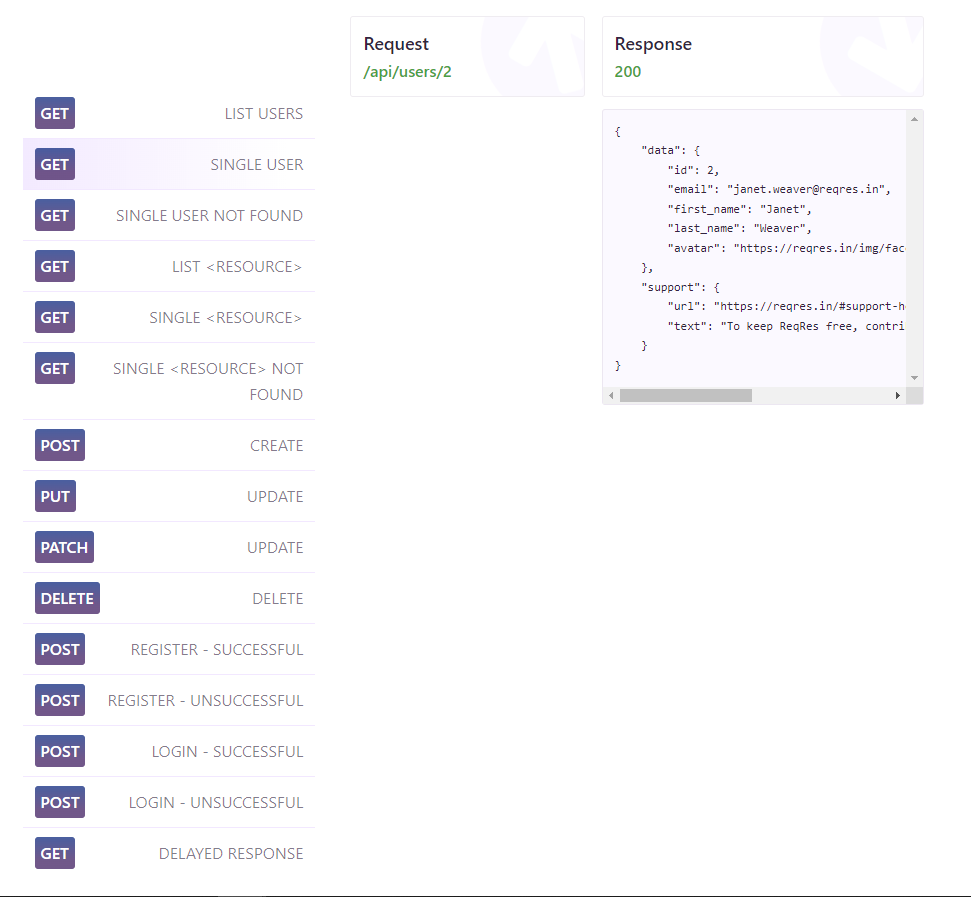 Request
/api/users/2
Response
200
GET LIST USERS
GET SINGLE USER
GET SINGLE USER NOT FOUND
GET LIST <RESOURCE>
GET SINGLE <RESOURCE>
GET SINGLE <RESOURCE> NOT
FOUND
POST CREATE
PUT UPDATE
PATCH UPDATE
DELETE DELETE
POST REGISTER - SUCCESSFUL
POST REGISTER - UNSUCCESSFUL
POST LOGIN - SUCCESSFUL
POST LOGIN - UNSUCCESSFUL
GET DELAYED RESPONSE
{
    "data": {
        "id": 2,
        "email": "janet.weaver@reqres.in",
        "first_name": "Janet",
        "last_name": "Weaver",
        "avatar": "https://reqres.in/img/fac
    },
    "support": {
        "url": "https://reqres.in/#support-h
        "text": "To keep ReqRes free, contri
    }
}